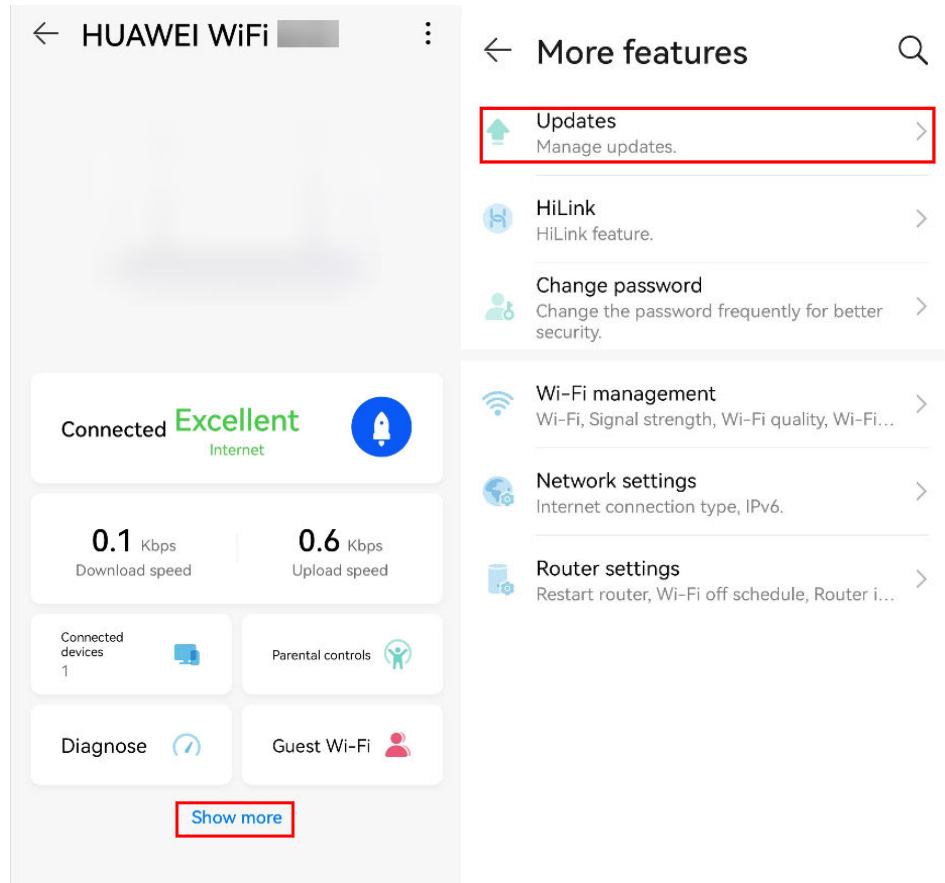 HUAWEI WiFi
Connected Excellent
Internet
0.1 Kbps
Download speed
0.6 Kbps
Upload speed
Connected
devices
1
Parental controls
Diagnose
Guest Wi-Fi
Show more
More features
Updates
Manage updates.
HiLink
HiLink feature.
Change password
Change the password frequently for better
security.
Wi-Fi management
Wi-Fi, Signal strength, Wi-Fi quality, Wi-Fi...
Network settings
Internet connection type, IPv6.
Router settings
Restart router, Wi-Fi off schedule, Router i...